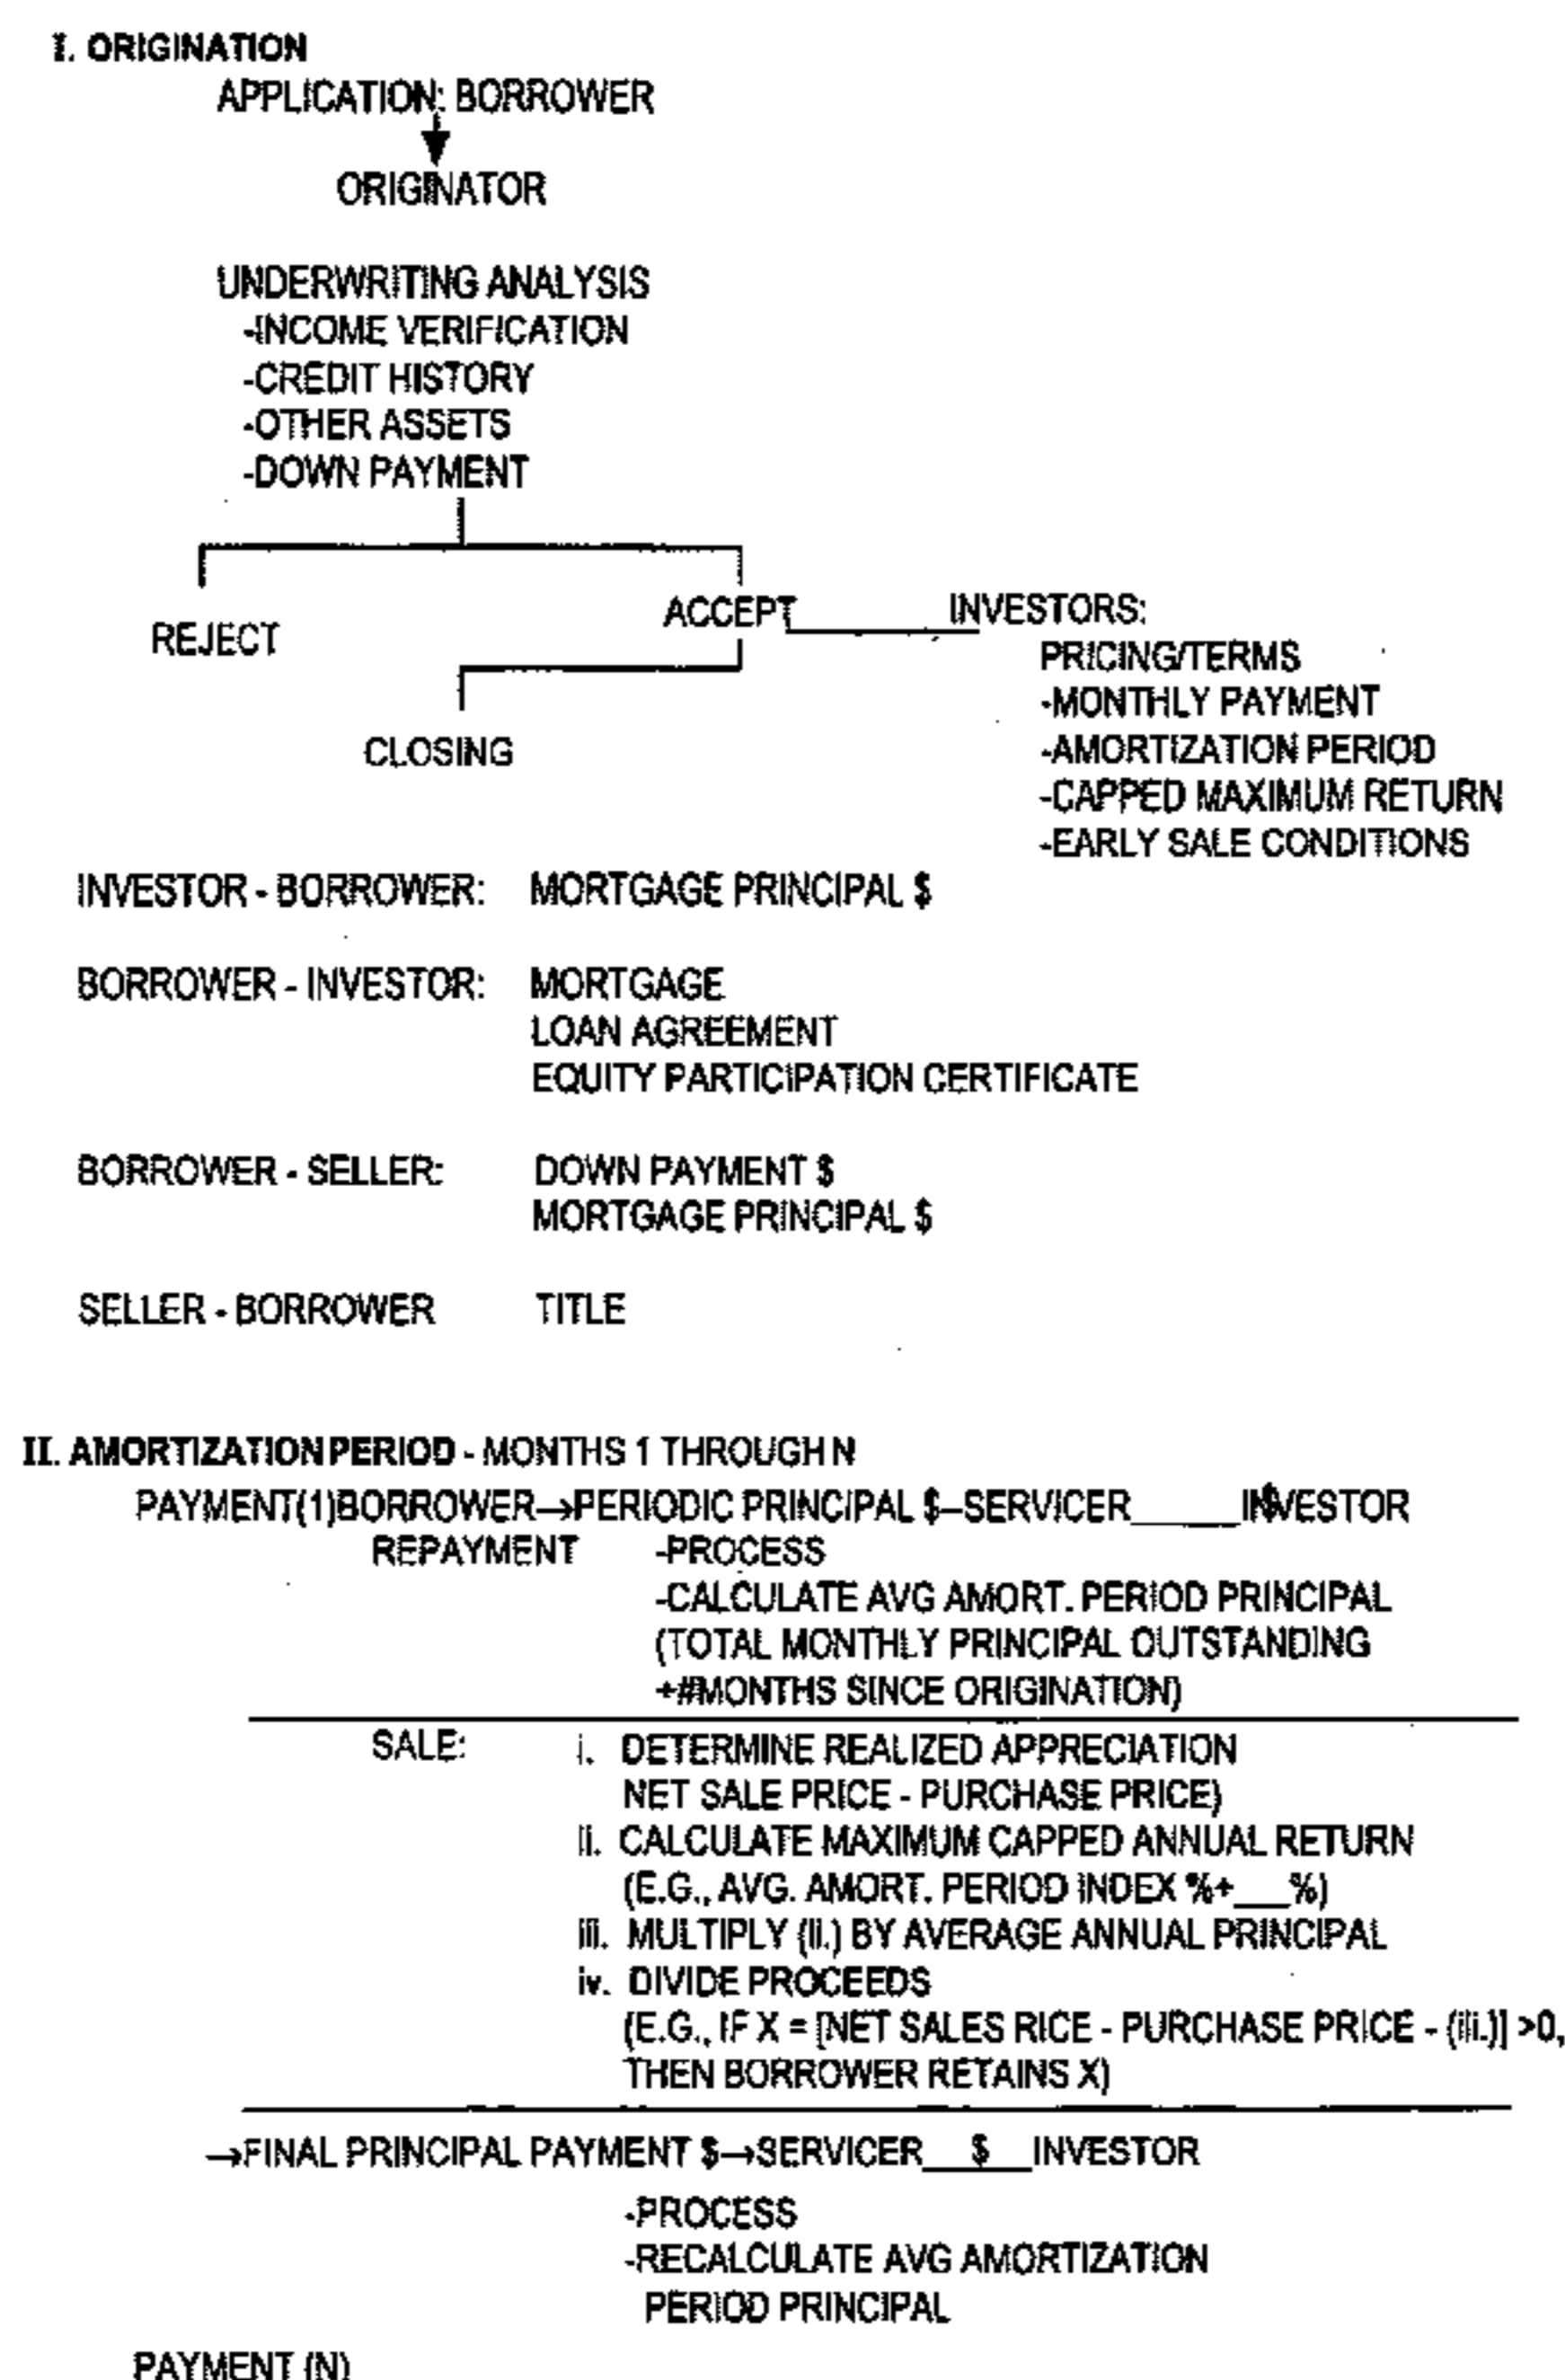 I. ORIGINATION
APPLICATION: BORROWER
ORIGINATOR
UNDERWRITING ANALYSIS
-INCOME VERIFICATION
-CREDIT HISTORY
-OTHER ASSETS
-DOWN PAYMENT
REJECT
ACCEPT
INVESTORS:
PRICING/TERMS
-MONTHLY PAYMENT
-AMORTIZATION PERIOD
-CAPPED MAXIMUM RETURN
-EARLY SALE CONDITIONS
CLOSING
INVESTOR - BORROWER: MORTGAGE PRINCIPAL $
BORROWER - INVESTOR: MORTGAGE
LOAN AGREEMENT
EQUITY PARTICIPATION CERTIFICATE
BORROWER - SELLER: DOWN PAYMENT $
MORTGAGE PRINCIPAL $
SELLER - BORROWER TITLE
II. AMORTIZATION PERIOD - MONTHS 1 THROUGH N
PAYMENT(1)BORROWER→PERIODIC PRINCIPAL $–SERVICER_____$INVESTOR
REPAYMENT -PROCESS
-CALCULATE AVG AMORT. PERIOD PRINCIPAL
(TOTAL MONTHLY PRINCIPAL OUTSTANDING
+#MONTHS SINCE ORIGINATION)
SALE: i. DETERMINE REALIZED APPRECIATION
NET SALE PRICE - PURCHASE PRICE)
ii. CALCULATE MAXIMUM CAPPED ANNUAL RETURN
(E.G., AVG. AMORT. PERIOD INDEX %+___%)
iii. MULTIPLY (ii.) BY AVERAGE ANNUAL PRINCIPAL
iv. DIVIDE PROCEEDS
(E.G., IF X = [NET SALES RICE - PURCHASE PRICE - (iii.)] >0,
THEN BORROWER RETAINS X)
→FINAL PRINCIPAL PAYMENT $→SERVICER___$___INVESTOR
-PROCESS
-RECALCULATE AVG AMORTIZATION
PERIOD PRINCIPAL
PAYMENT (N)